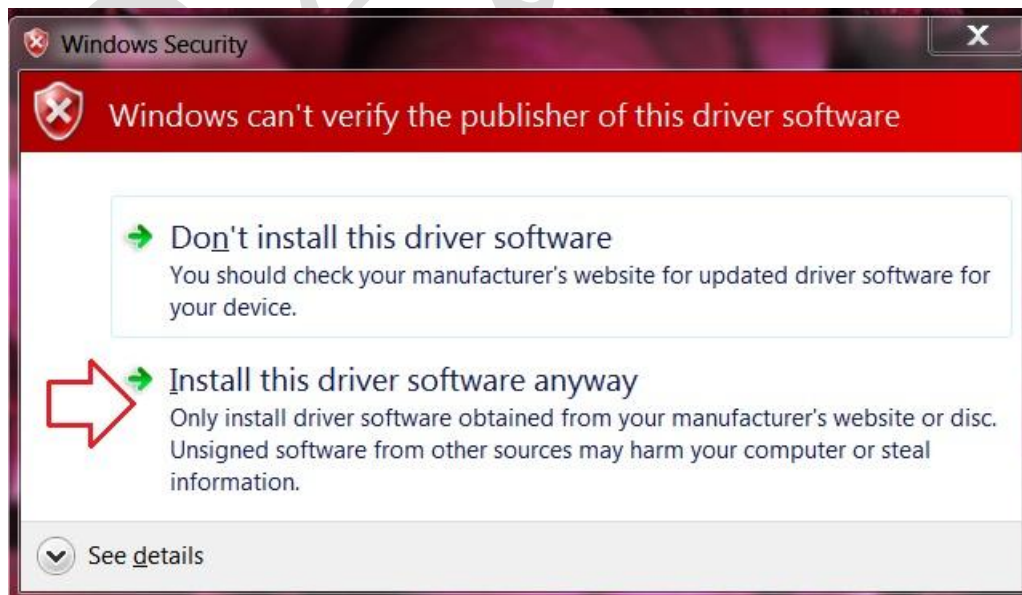 Windows Security
X
Windows can't verify the publisher of this driver software
Don't install this driver software
You should check your manufacturer's website for updated driver software for
your device.
Install this driver software anyway
Only install driver software obtained from your manufacturer's website or disc.
Unsigned software from other sources may harm your computer or steal
information.
See details